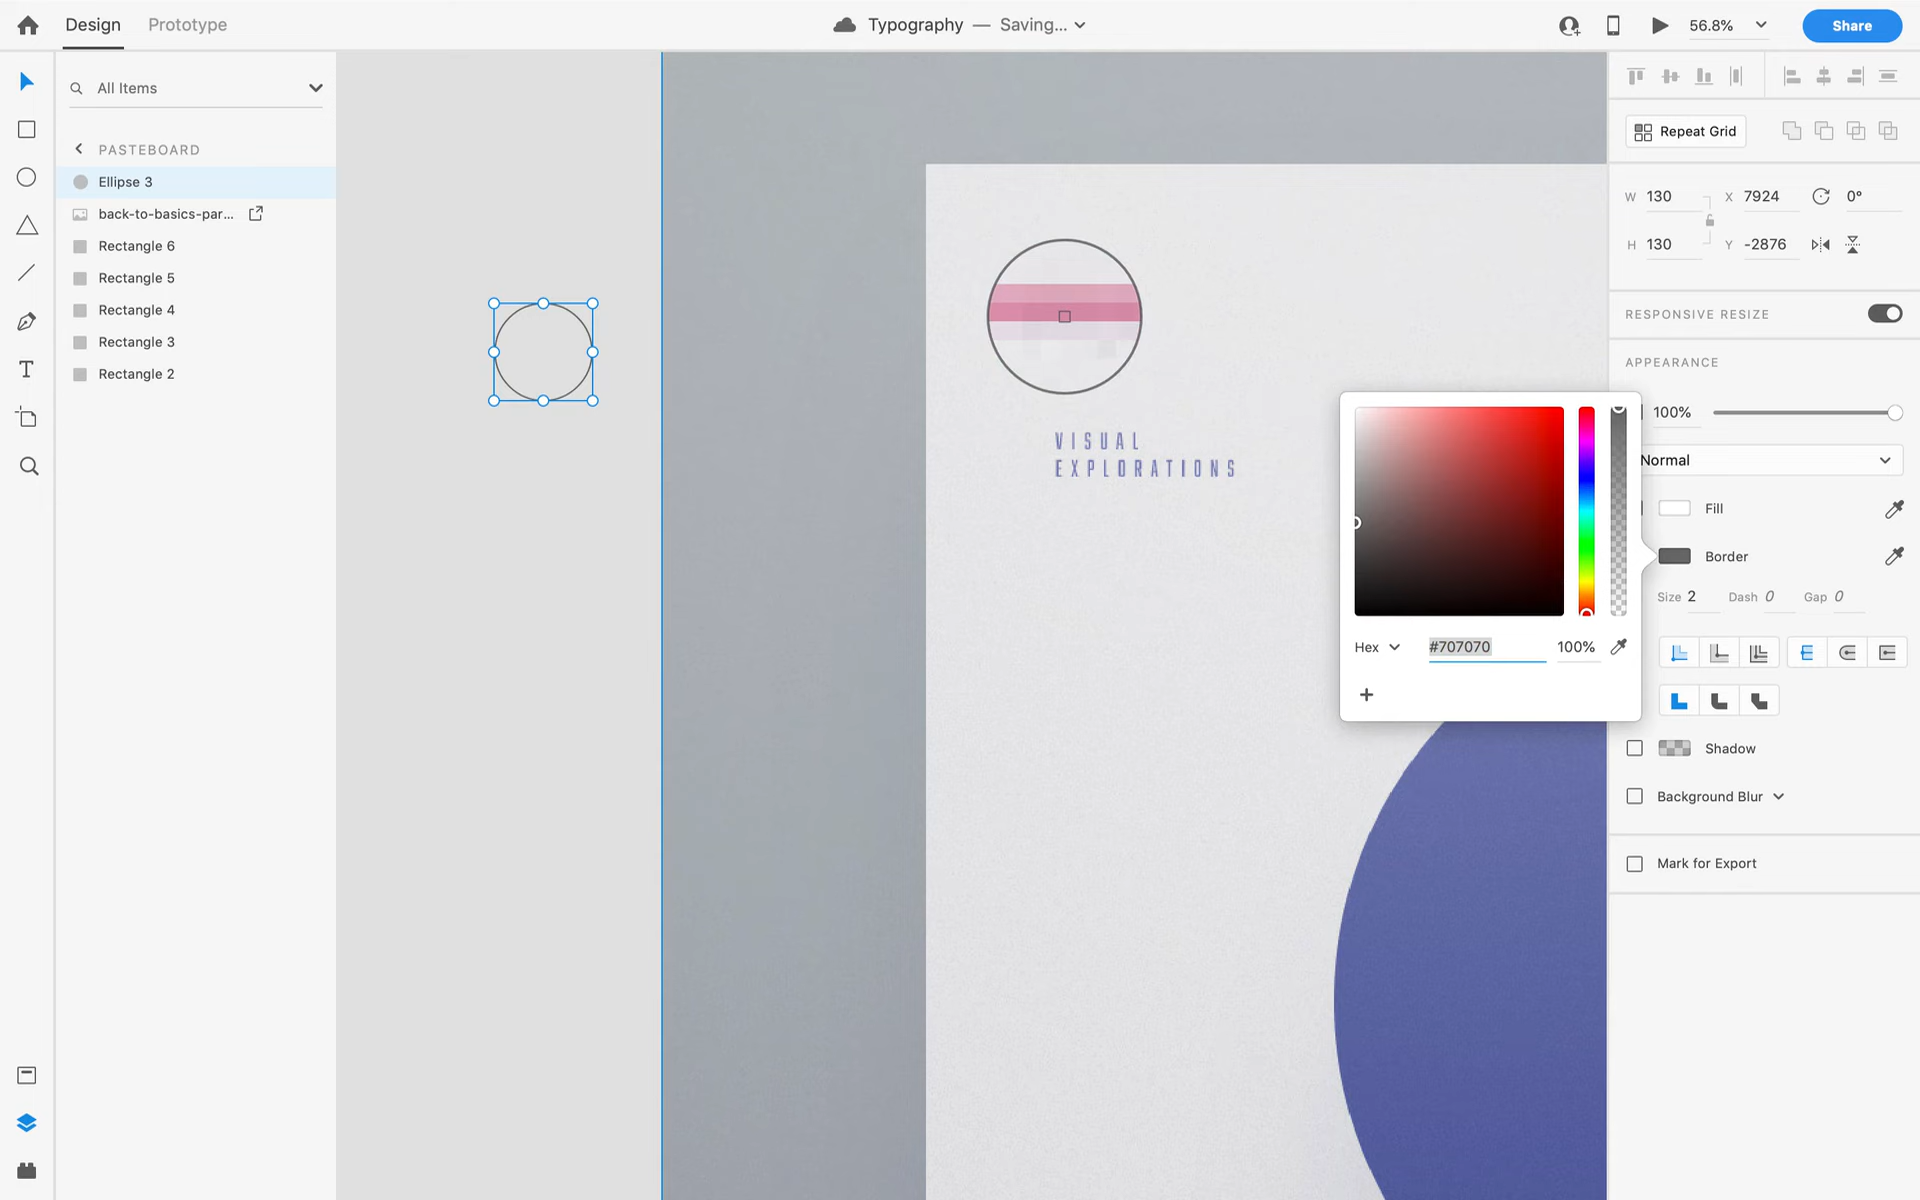 Design
Prototype
Typography — Saving...
56.8%
Share
All Items
PASTEBOARD
Ellipse 3
back-to-basics-par...
Rectangle 6
Rectangle 5
Rectangle 4
Rectangle 3
Rectangle 2
VISUAL
EXPLORATIONS
Hex
#707070
100%
Repeat Grid
W 130
X 7924
0°
H 130
Y -2876
RESPONSIVE RESIZE
APPEARANCE
100%
Normal
Fill
Border
Size 2
Dash 0
Gap 0
Shadow
Background Blur
Mark for Export